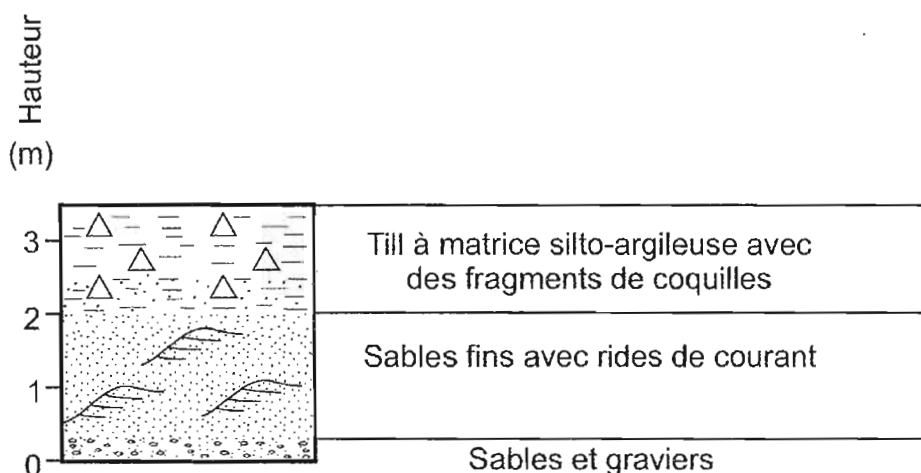 Hauteur
(m)
3
Till à matrice silto-argileuse avec
des fragments de coquilles
2
Sables fins avec rides de courant
1
0
Sables et graviers